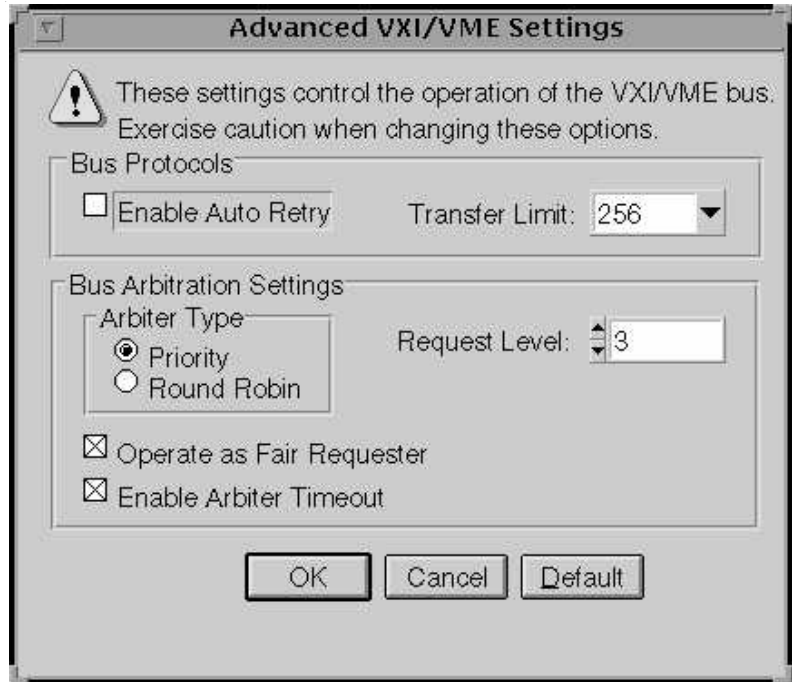 Advanced VXI/VME Settings
These settings control the operation of the VXI/VME bus.
Exercise caution when changing these options.
Bus Protocols
Enable Auto Retry Transfer Limit: 256
Bus Arbitration Settings
Arbiter Type
Priority Request Level: 3
Round Robin
Operate as Fair Requester
Enable Arbiter Timeout
OK Cancel Default